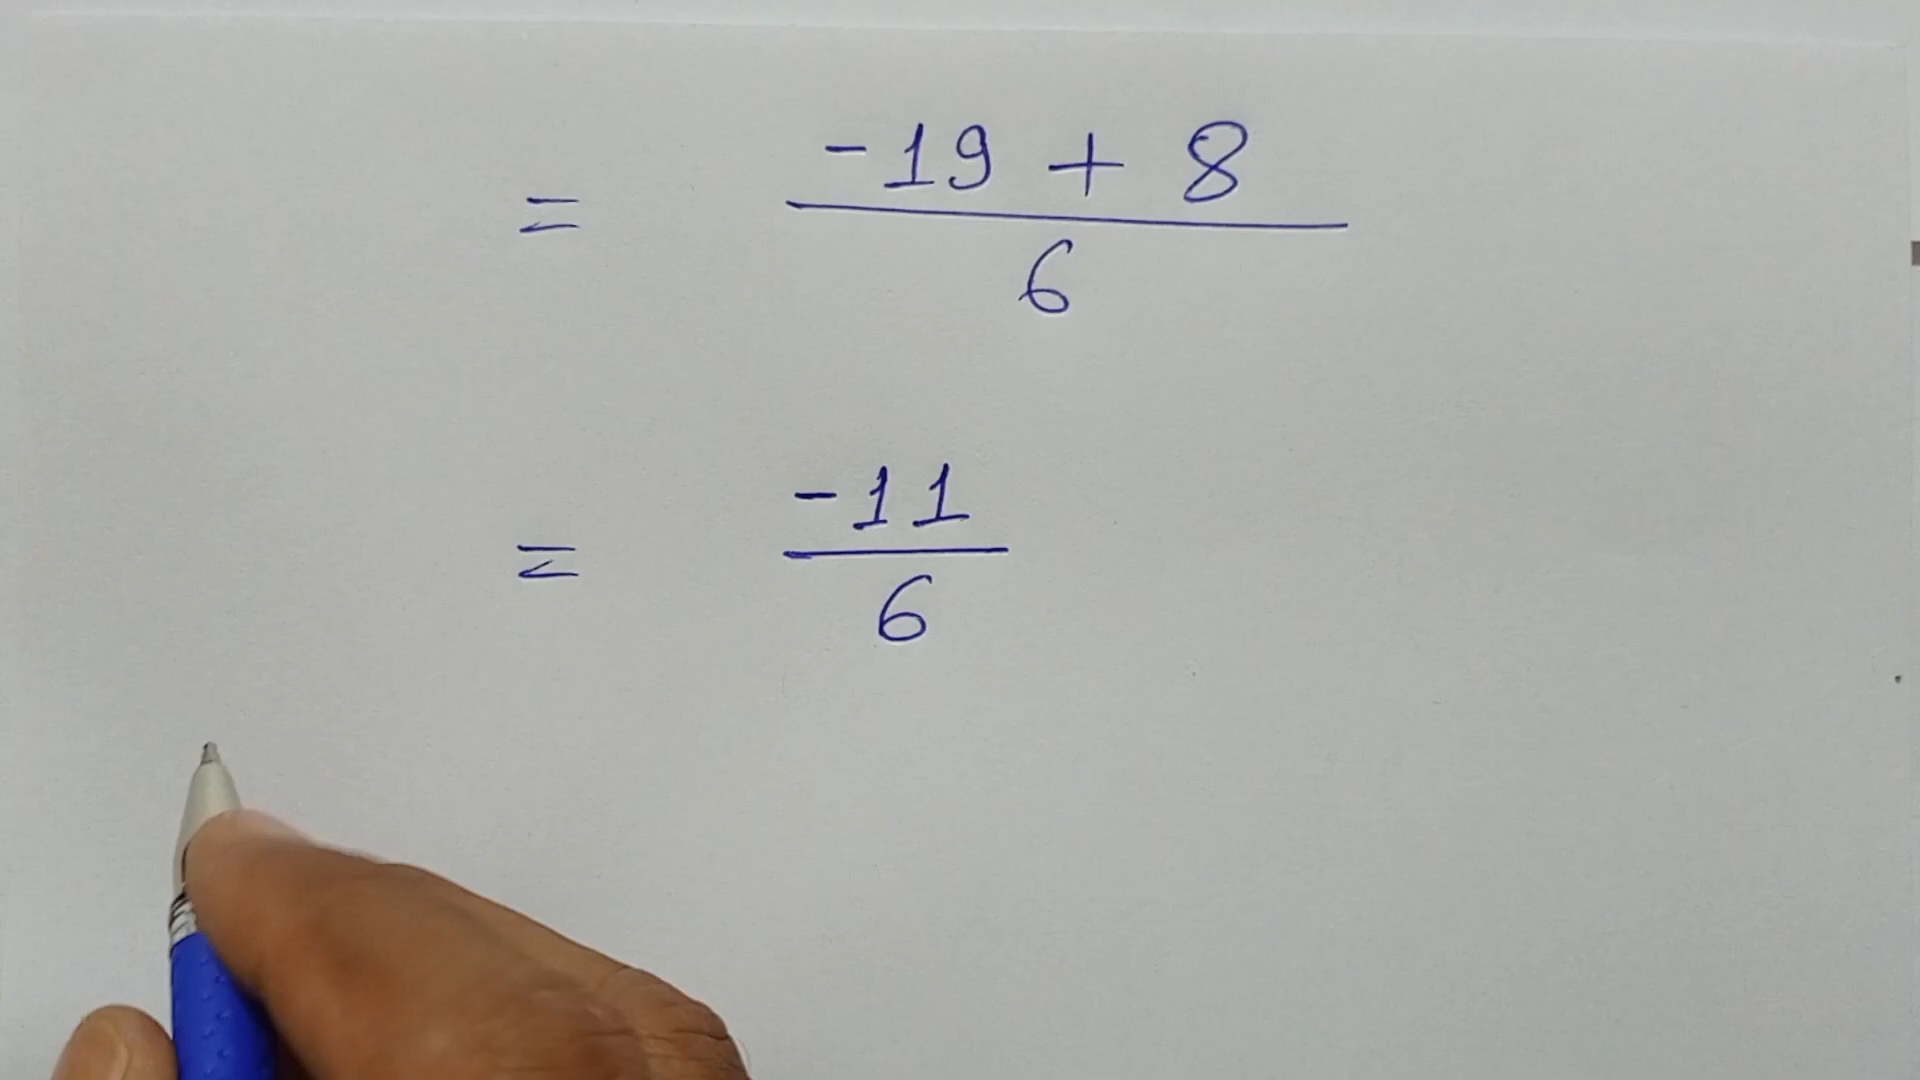 = -19 + 8
6
= -11
6